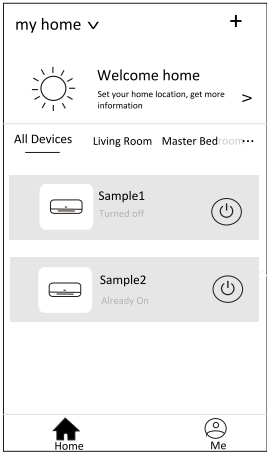 my home
Welcome home
Set your home location, get more
information
All Devices Living Room Master Bedroom
Sample1
Turned off
Sample2
Already On
Home Me